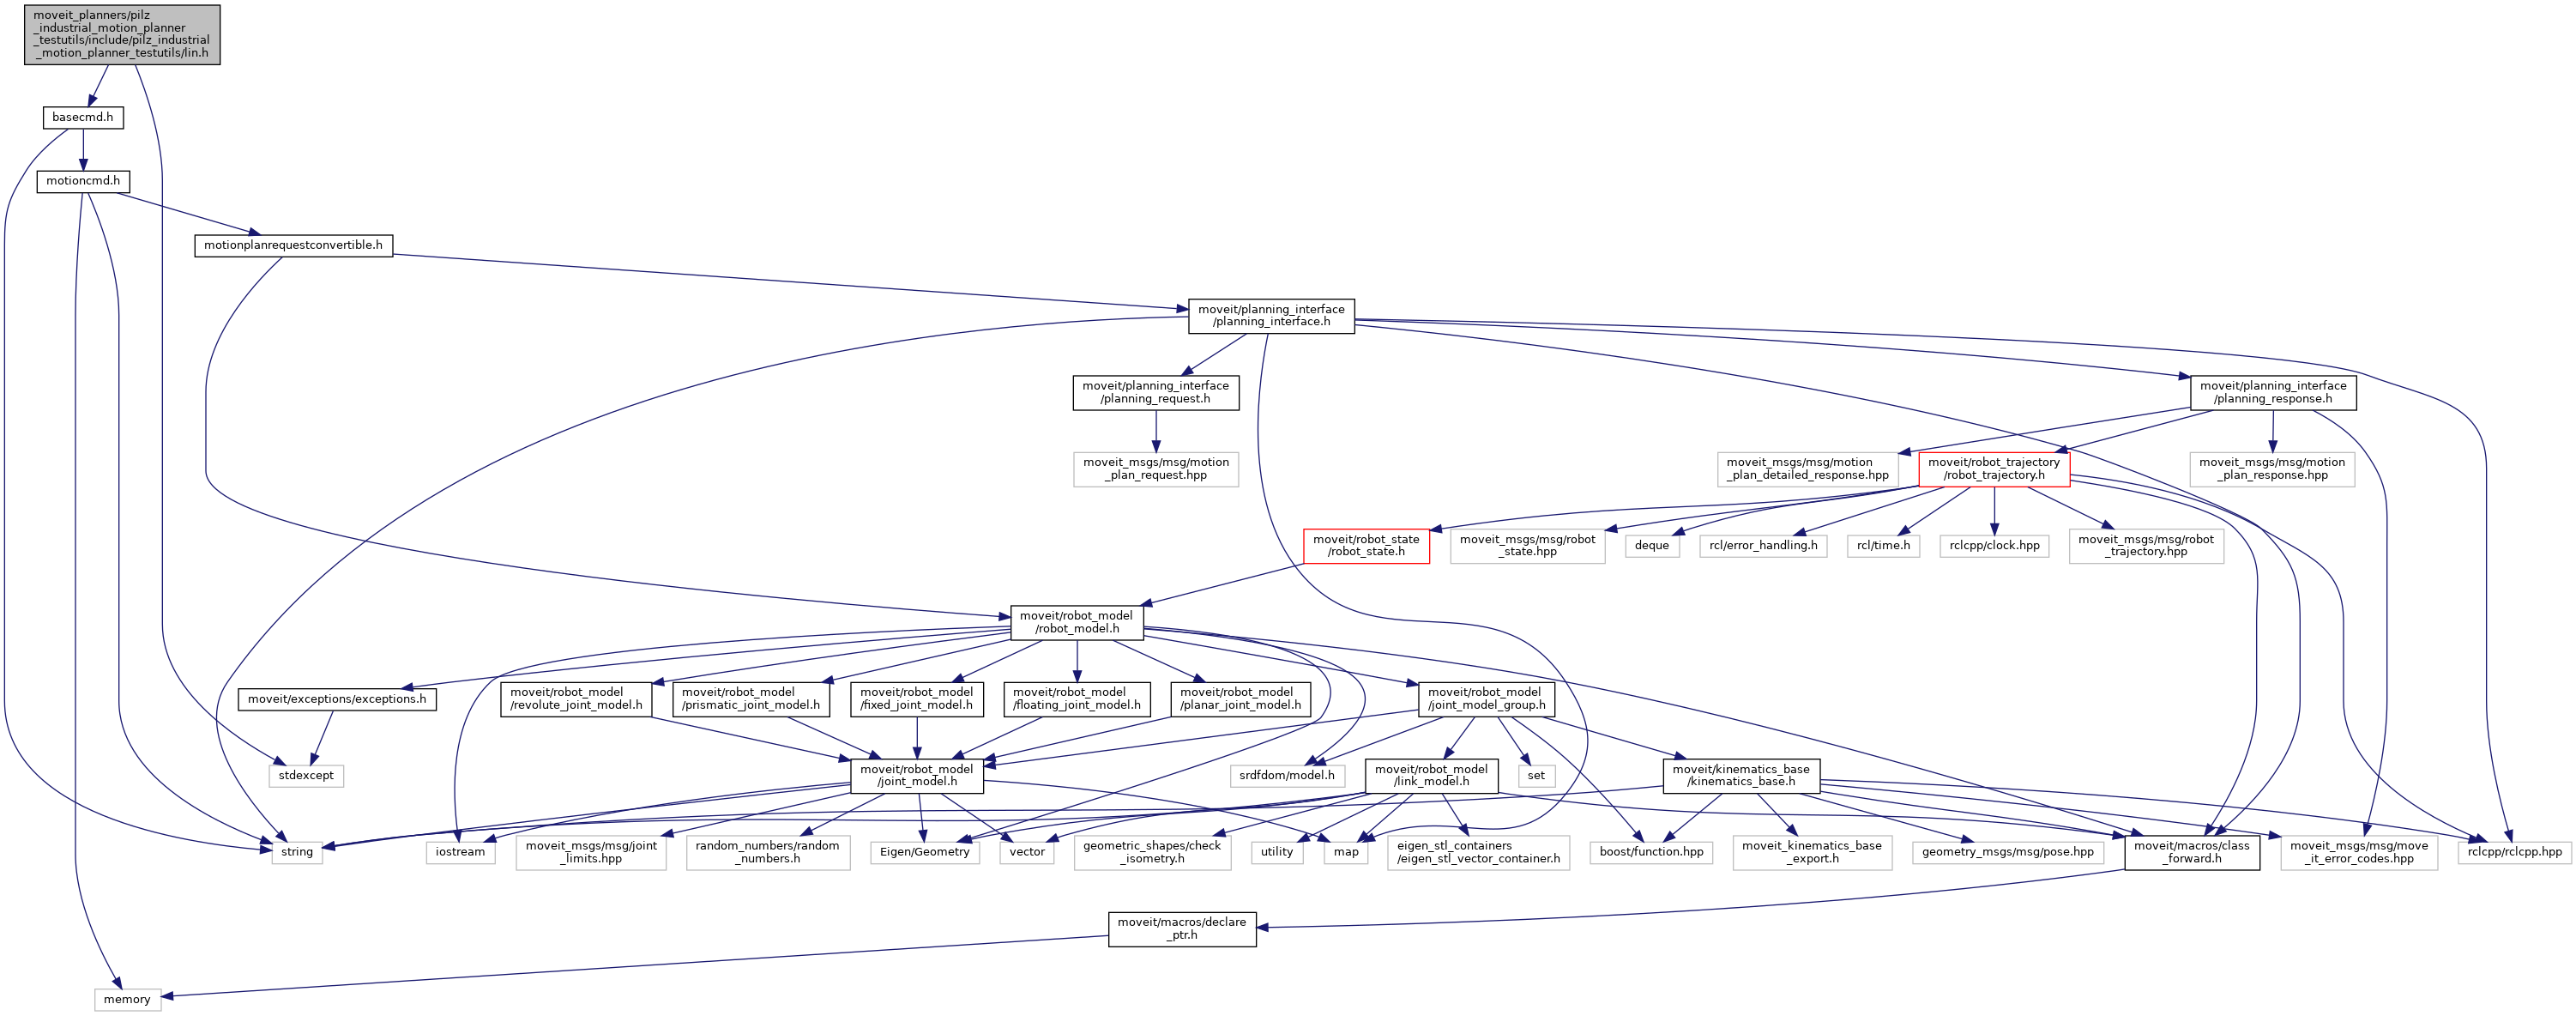 moveit_planners/pilz
_industrial_motion_planner
_testutils/include/pilz_industrial
_motion_planner_testutils/lin.h
basecmd.h
motioncmd.h
motionplanrequestconvertible.h
moveit/planning_interface
/planning_interface.h
moveit/planning_interface
/planning_request.h
moveit/planning_interface
/planning_response.h
moveit_msgs/msg/motion
_plan_request.hpp
moveit_msgs/msg/motion
_plan_detailed_response.hpp
moveit/robot_trajectory
/robot_trajectory.h
moveit_msgs/msg/motion
_plan_response.hpp
moveit/robot_state
/robot_state.h
moveit_msgs/msg/robot
_state.hpp
deque
rcl/error_handling.h
rcl/time.h
rclcpp/clock.hpp
moveit_msgs/msg/robot
_trajectory.hpp
moveit/robot_model
/robot_model.h
moveit/exceptions/exceptions.h
moveit/robot_model
/revolute_joint_model.h
moveit/robot_model
/prismatic_joint_model.h
moveit/robot_model
/fixed_joint_model.h
moveit/robot_model
/floating_joint_model.h
moveit/robot_model
/planar_joint_model.h
moveit/robot_model
/joint_model_group.h
stdexcept
moveit/robot_model
/joint_model.h
srdfdom/model.h
moveit/robot_model
/link_model.h
set
moveit/kinematics_base
/kinematics_base.h
string
iostream
moveit_msgs/msg/joint
_limits.hpp
random_numbers/random
_numbers.h
Eigen/Geometry
vector
geometric_shapes/check
_isometry.h
utility
map
eigen_stl_containers
/eigen_stl_vector_container.h
boost/function.hpp
moveit_kinematics_base
_export.h
geometry_msgs/msg/pose.hpp
moveit/macros/class
_forward.h
moveit_msgs/msg/move
_it_error_codes.hpp
rclcpp/rclcpp.hpp
moveit/macros/declare
_ptr.h
memory